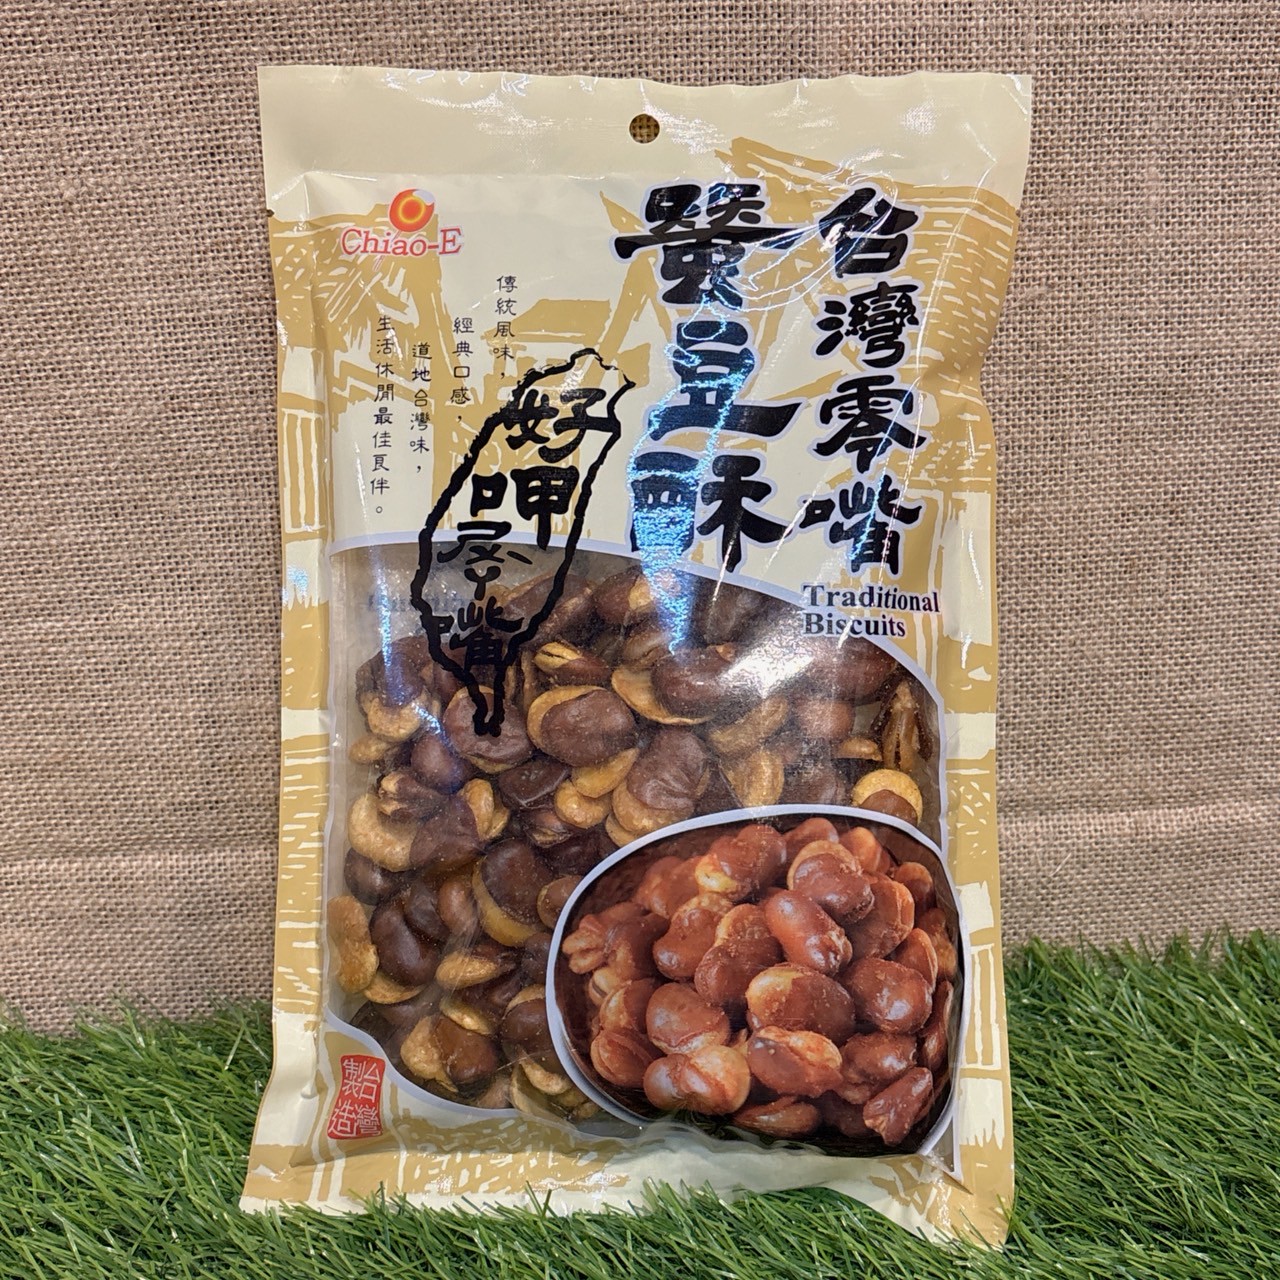 Chiao-E
台灣零嘴
蠶豆酥
Traditional
Biscuits
傳統風味，
經典口感，
道地台灣味，
生活休閒最佳良伴。
好呷
嘴
台灣
製造